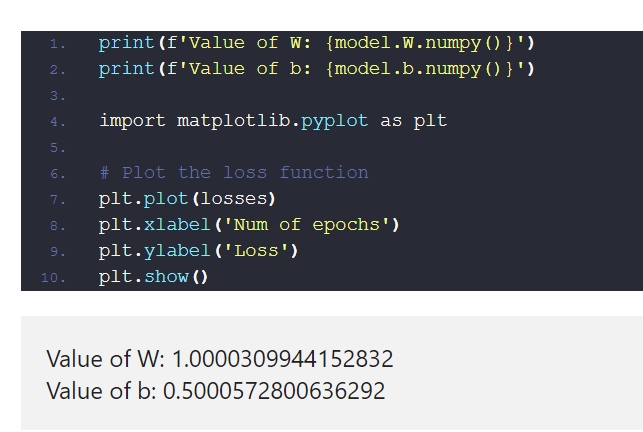 1. print(f'Value of W: {model.W.numpy()}')
2. print(f'Value of b: {model.b.numpy()}')
3.
4. import matplotlib.pyplot as plt
5.
6. # Plot the loss function
7. plt.plot(losses)
8. plt.xlabel('Num of epochs')
9. plt.ylabel('Loss')
10. plt.show()
Value of W: 1.0000309944152832
Value of b: 0.5000572800636292